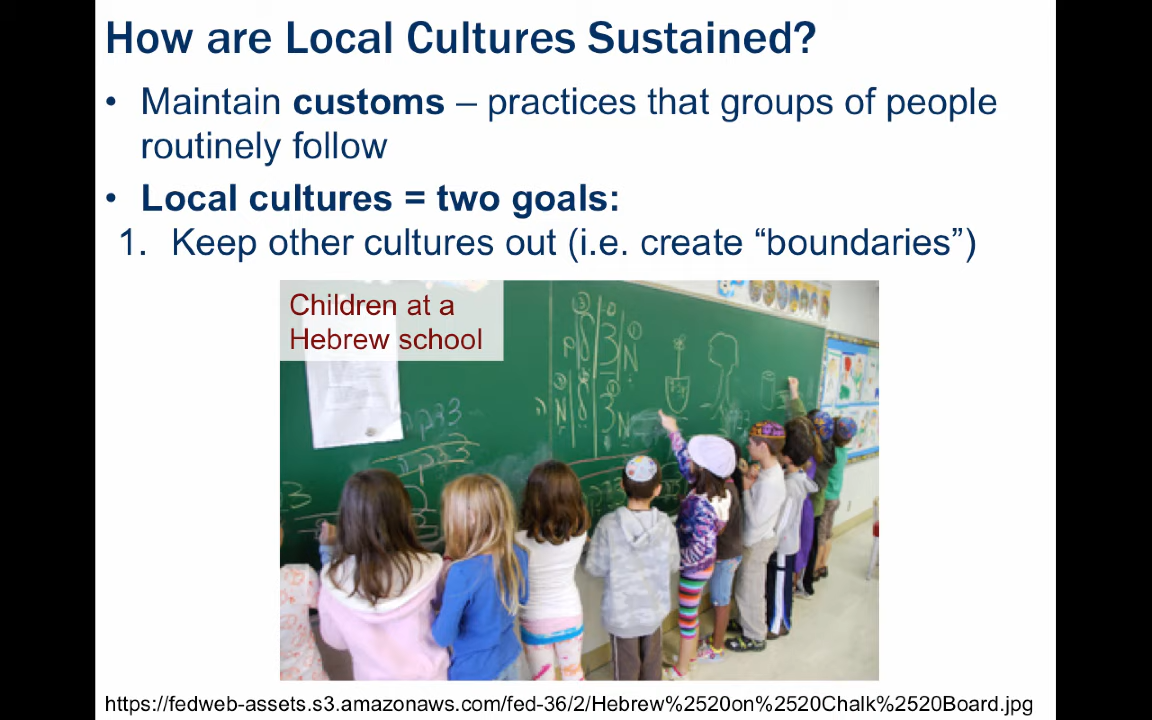 How are Local Cultures Sustained?
• Maintain customs – practices that groups of people
routinely follow
• Local cultures = two goals:
1. Keep other cultures out (i.e. create “boundaries”)
Children at a
Hebrew school
https://fedweb-assets.s3.amazonaws.com/fed-36/2/Hebrew%2520on%2520Chalk%2520Board.jpg